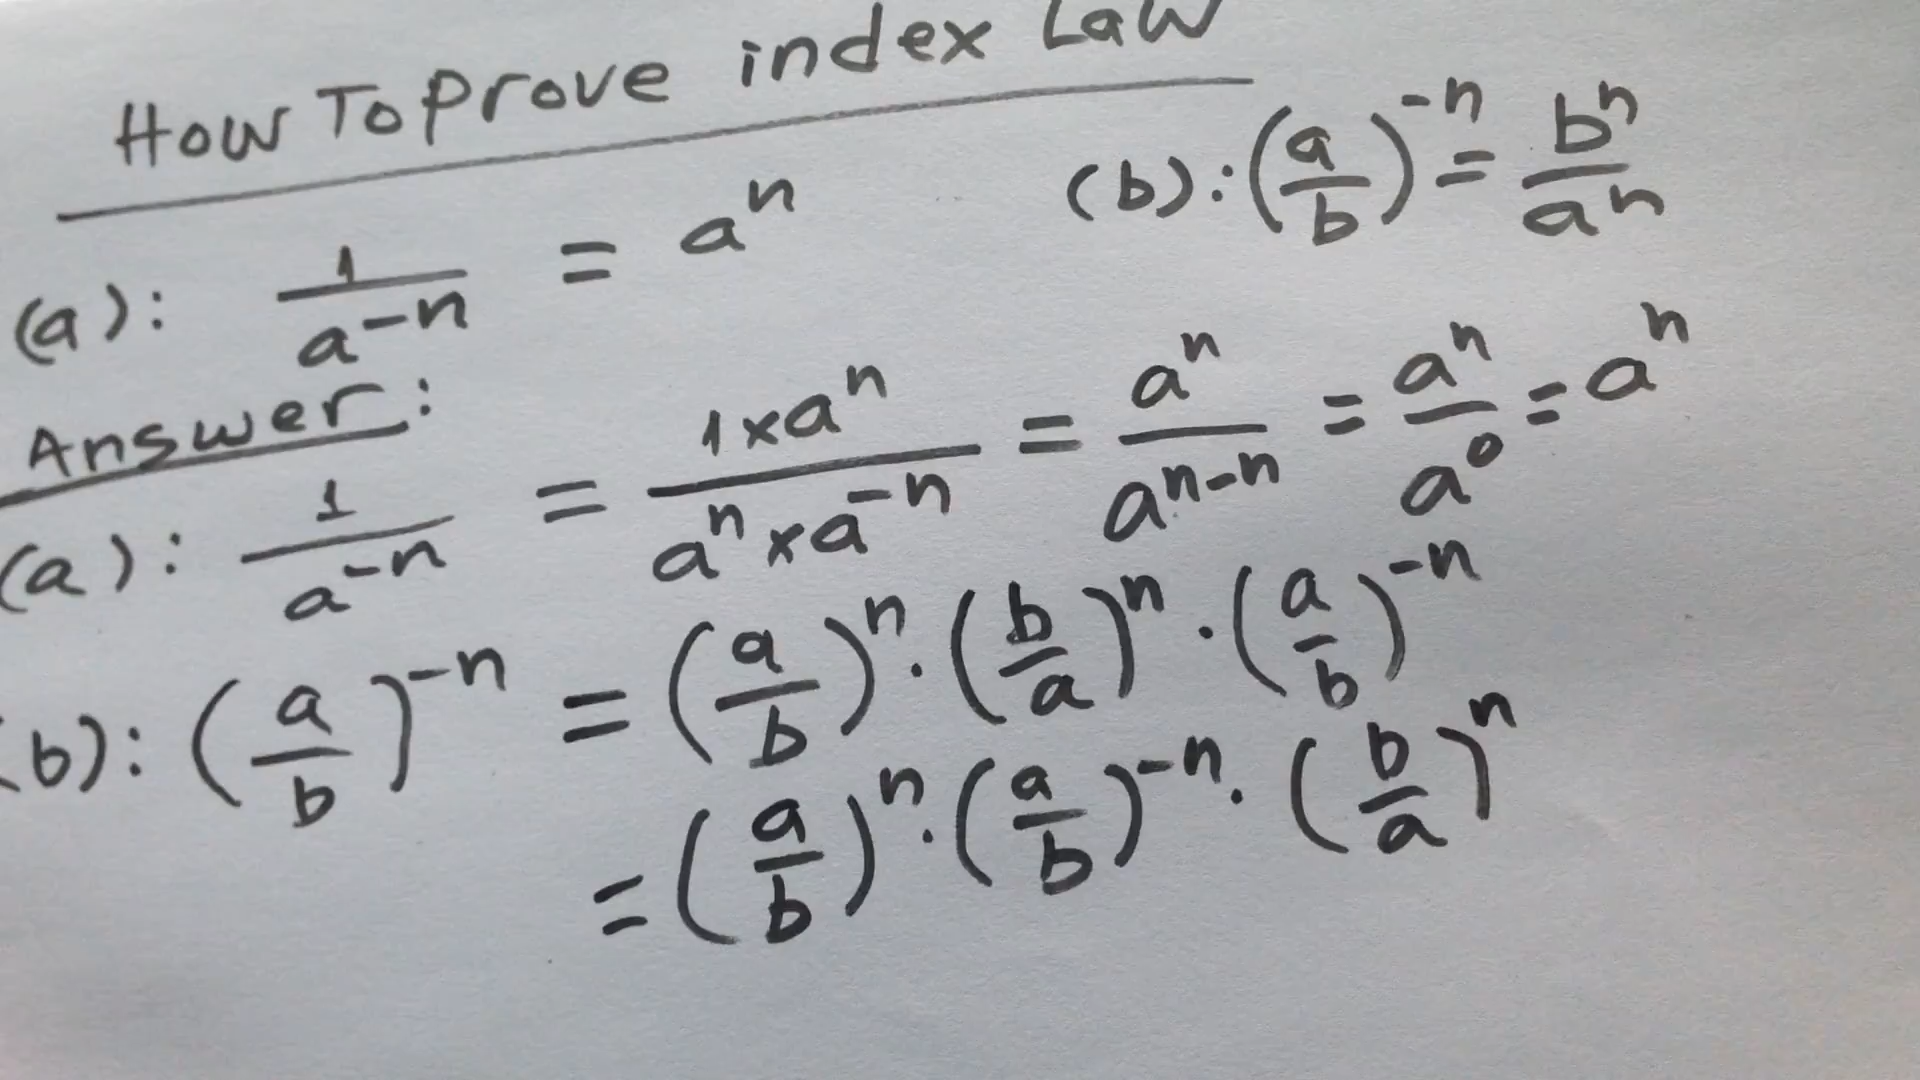 How To prove index Law
(a): 1/a^-n = a^n (b): (a/b)^-n = b^n/a^n
Answer:
(a): 1/a^-n = 1×a^n/a^n×a^-n = a^n/a^n-n = a^n/a^0 = a^n
(b): (a/b)^-n = (a/b)^n · (b/a)^n · (a/b)^-n
= (a/b)^n · (a/b)^-n · (b/a)^n